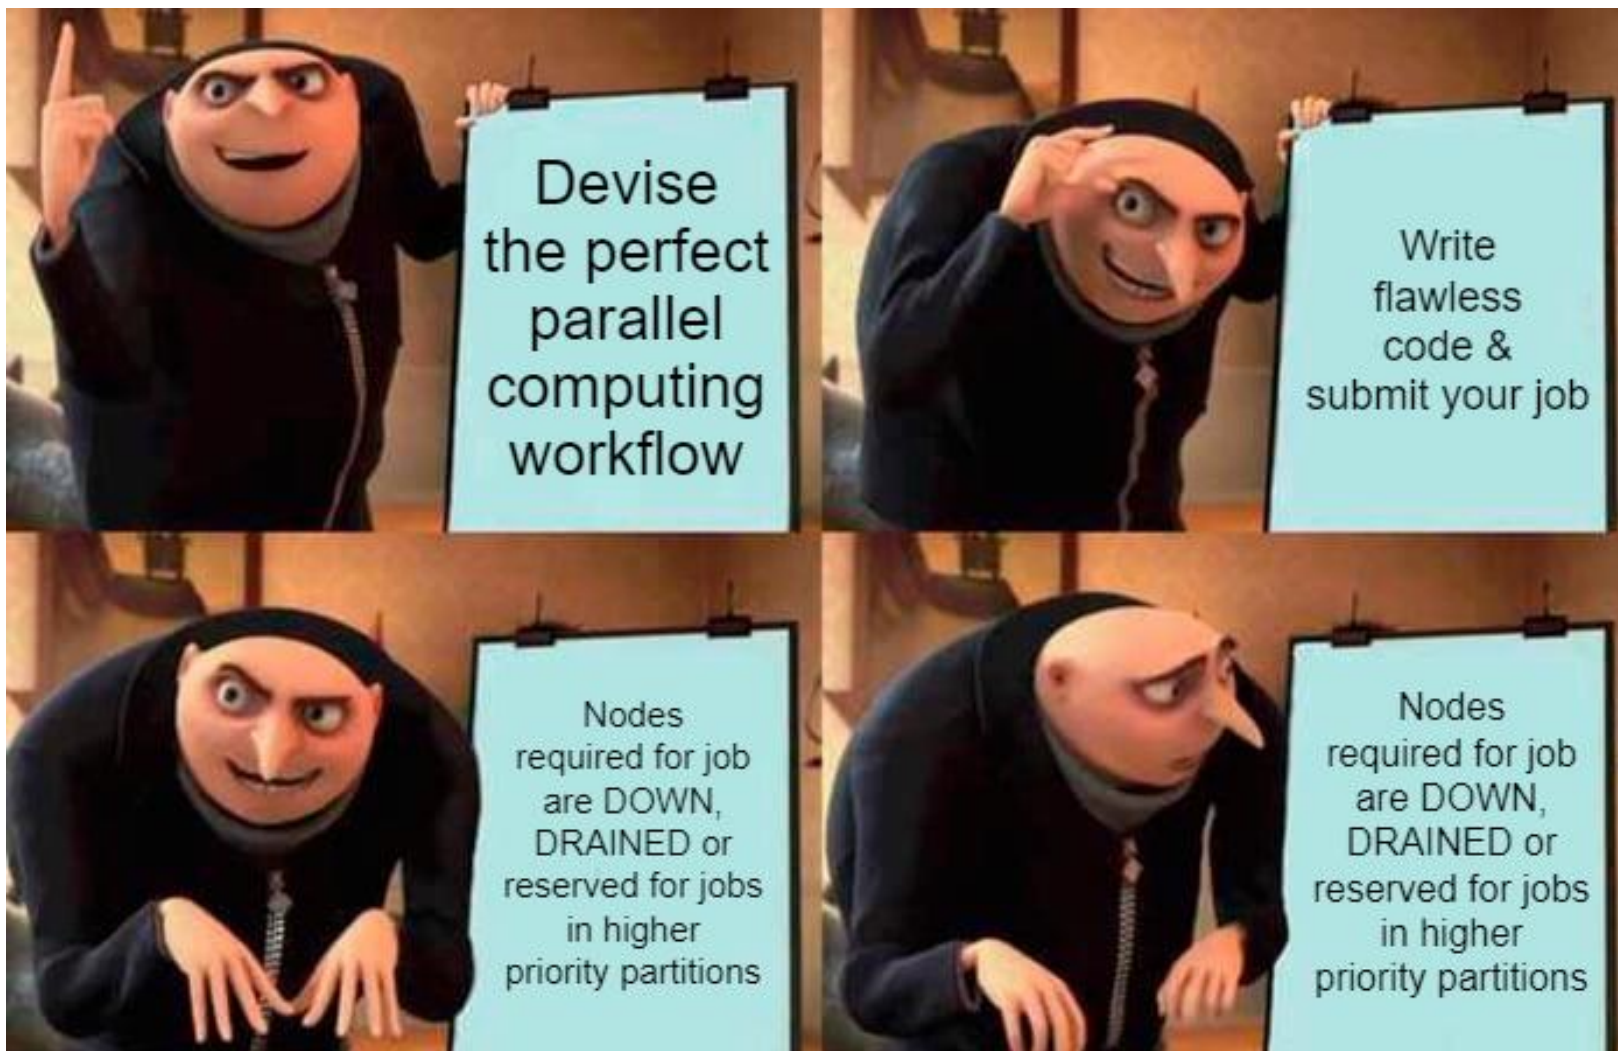 Devise
the perfect
parallel
computing
workflow
Write
flawless
code &
submit your job
Nodes
required for job
are DOWN,
DRAINED or
reserved for jobs
in higher
priority partitions
Nodes
required for job
are DOWN,
DRAINED or
reserved for jobs
in higher
priority partitions